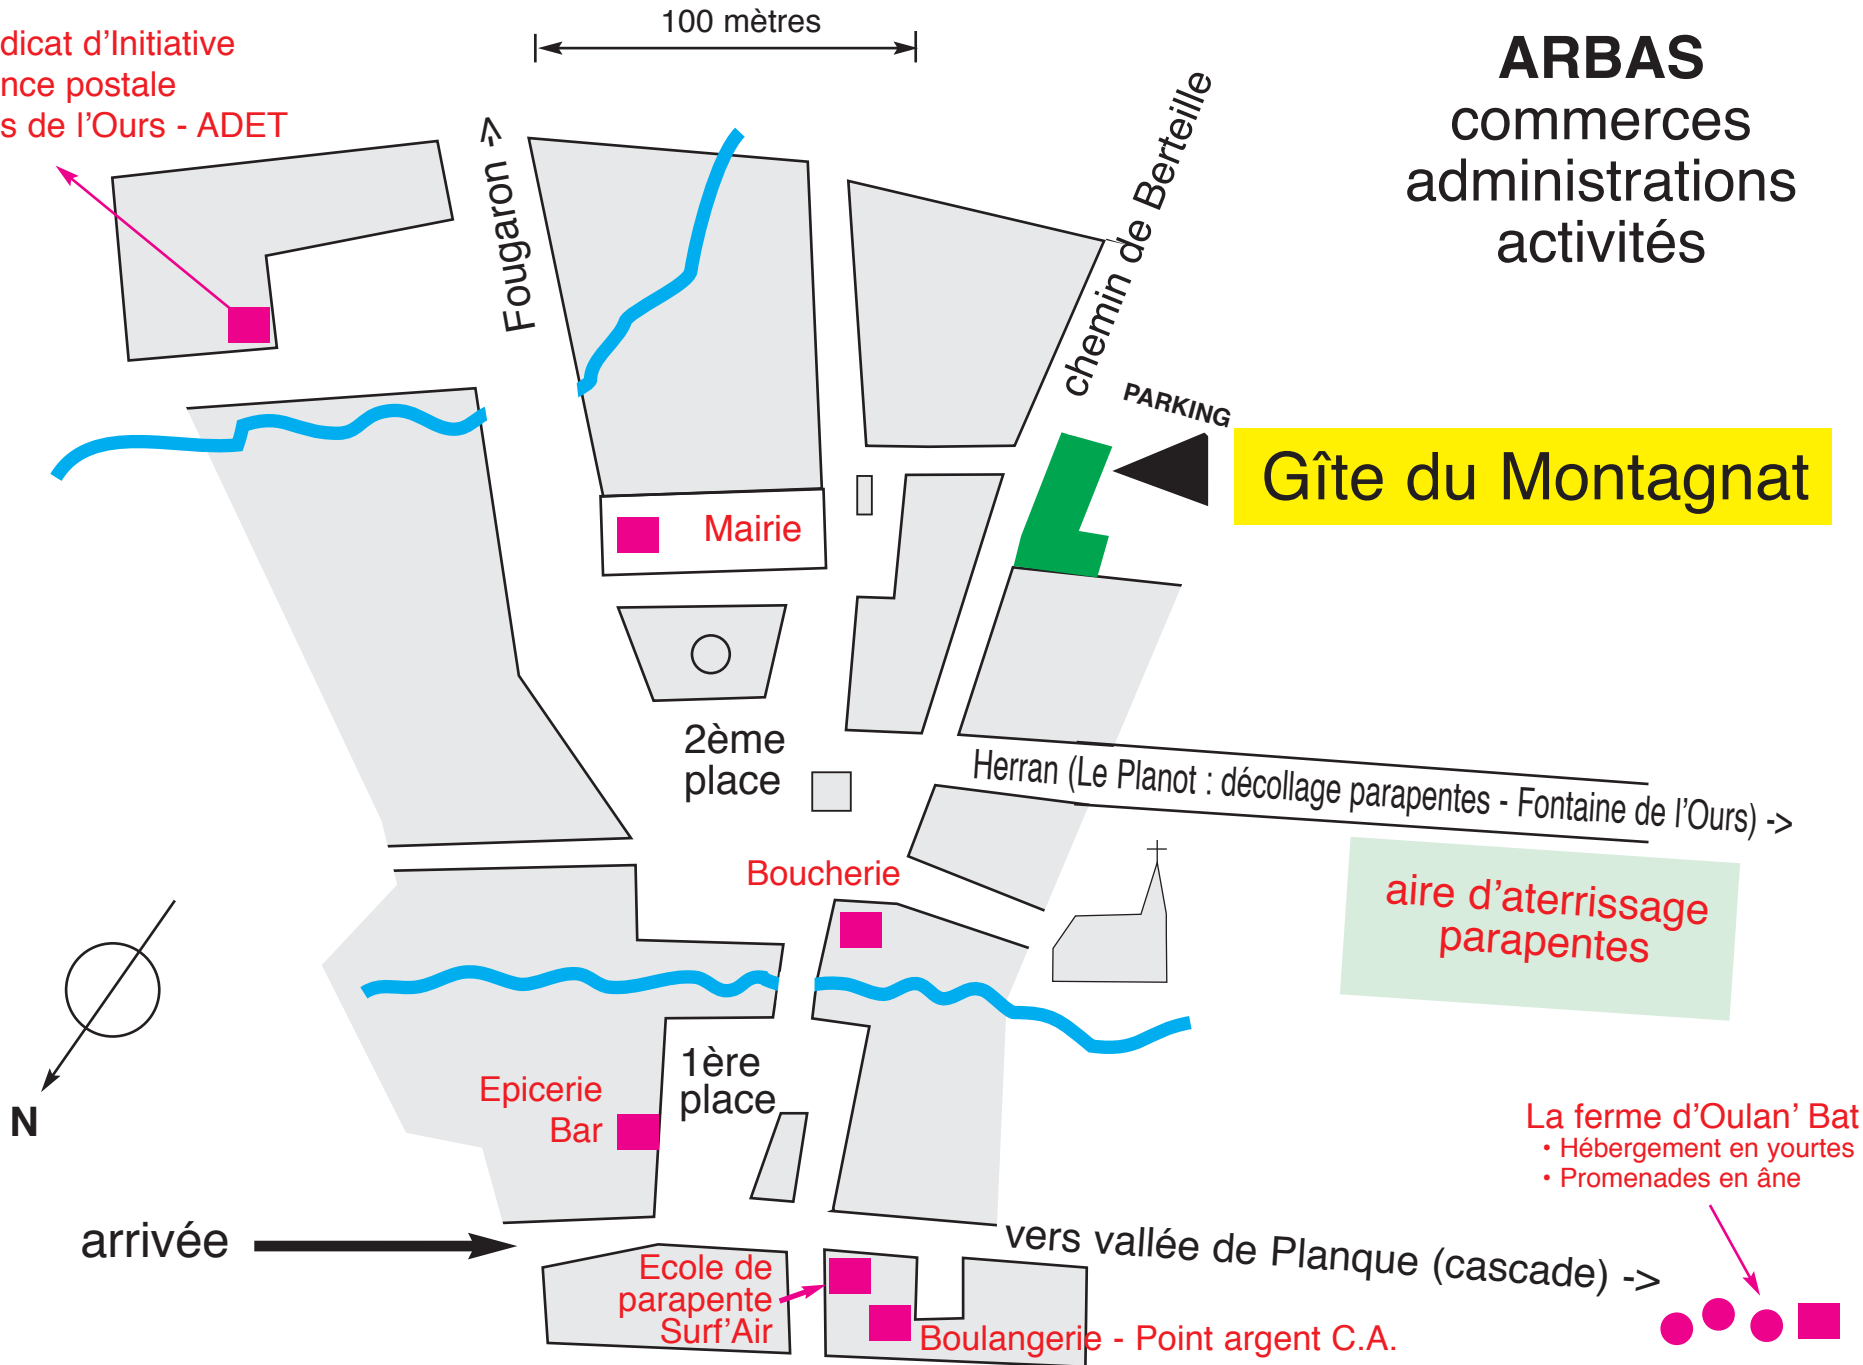 dicat d'Initiative
nce postale
s de l'Ours - ADET
100 mètres
ARBAS
commerces
administrations
activités
Fougaron ->
chemin de Berteille
PARKING
Gîte du Montagnat
Mairie
2ème
place
Herran (Le Planot : décollage parapentes - Fontaine de l'Ours) ->
Boucherie
aire d'aterrissage
parapentes
N
1ère
place
Epicerie
Bar
La ferme d'Oulan' Bat
• Hébergement en yourtes
• Promenades en âne
arrivée
vers vallée de Planque (cascade) ->
Ecole de
parapente
Surf'Air
Boulangerie - Point argent C.A.